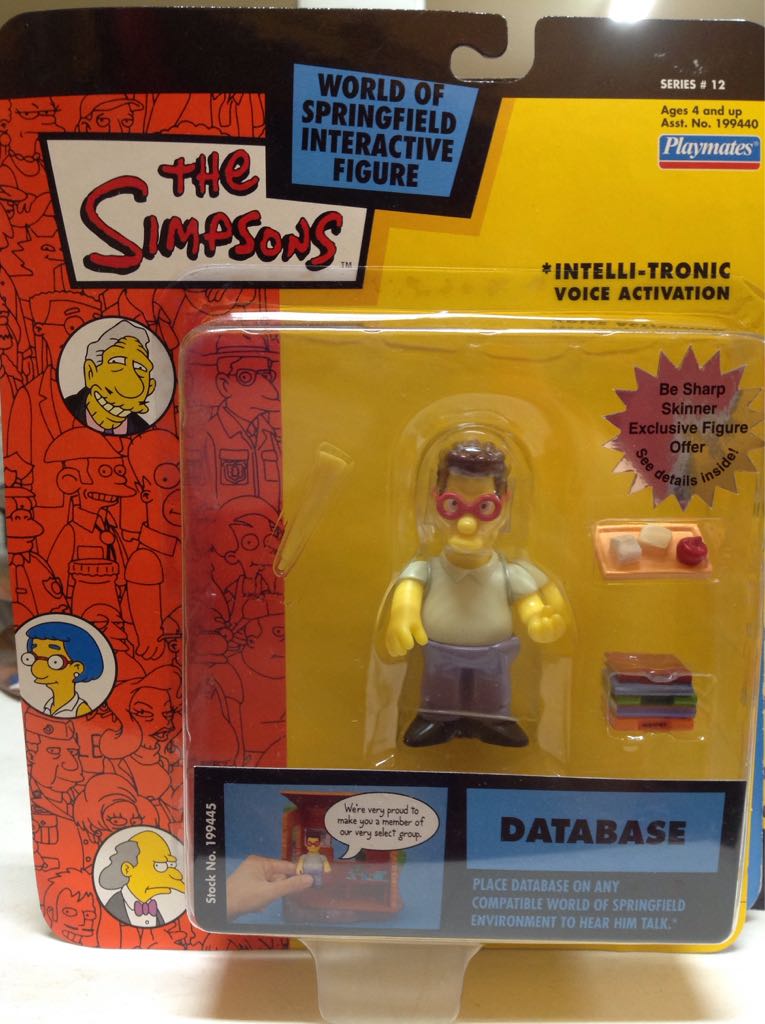 WORLD OF
SPRINGFIELD
INTERACTIVE
FIGURE
SERIES # 12
Ages 4 and up
Asst. No. 199440
Playmates®
THE
SIMPSONS
TM
*INTELLI-TRONIC
VOICE ACTIVATION
Be Sharp
Skinner
Exclusive Figure
Offer
See details inside!
Stock No. 199445
We're very proud to
make you a member of
our very select group.
DATABASE
PLACE DATABASE ON ANY
COMPATIBLE WORLD OF SPRINGFIELD
ENVIRONMENT TO HEAR HIM TALK.*